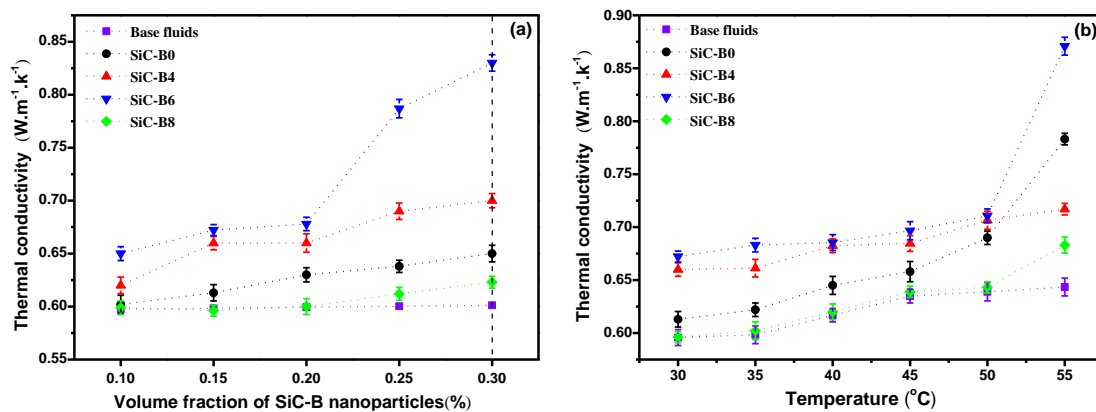 (a)
Base fluids
SiC-B0
SiC-B4
SiC-B6
SiC-B8
Thermal conductivity (W.m⁻¹.k⁻¹)
0.85
0.80
0.75
0.70
0.65
0.60
0.55
0.10 0.15 0.20 0.25 0.30
Volume fraction of SiC-B nanoparticles(%)
(b)
Base fluids
SiC-B0
SiC-B4
SiC-B6
SiC-B8
Thermal conductivity (W.m⁻¹.k⁻¹)
0.90
0.85
0.80
0.75
0.70
0.65
0.60
30 35 40 45 50 55
Temperature (°C)